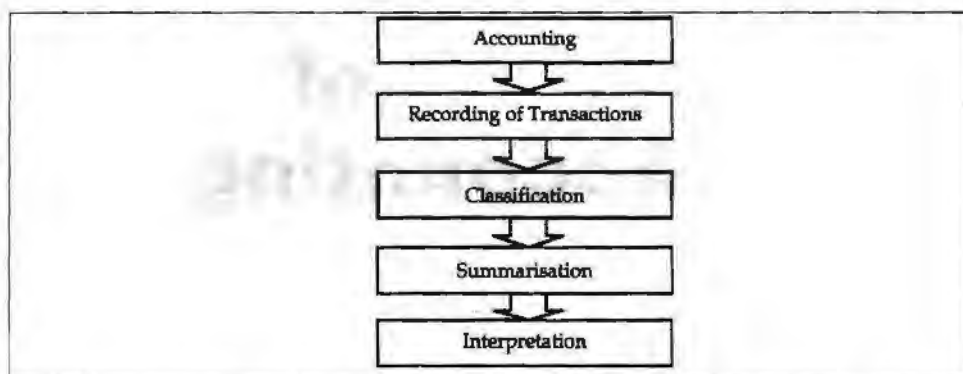 Accounting
Recording of Transactions
Classification
Summarisation
Interpretation